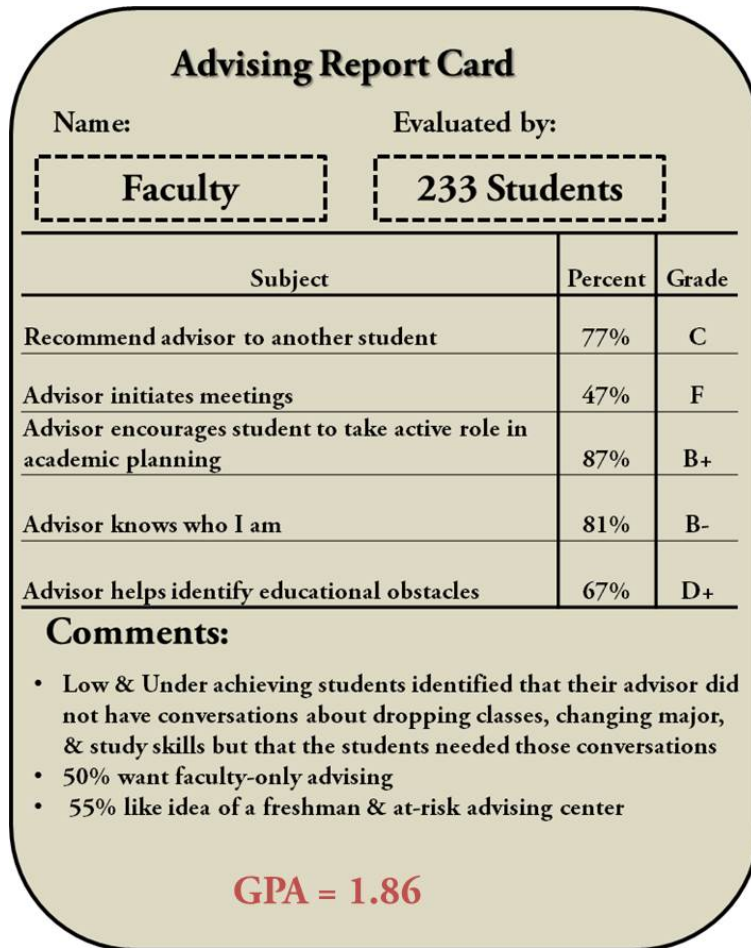 Advising Report Card
Name: Evaluated by:
Faculty 233 Students
Subject Percent Grade
Recommend advisor to another student 77% C
Advisor initiates meetings 47% F
Advisor encourages student to take active role in
academic planning 87% B+
Advisor knows who I am 81% B-
Advisor helps identify educational obstacles 67% D+
Comments:
• Low & Under achieving students identified that their advisor did
not have conversations about dropping classes, changing major,
& study skills but that the students needed those conversations
• 50% want faculty-only advising
• 55% like idea of a freshman & at-risk advising center
GPA = 1.86